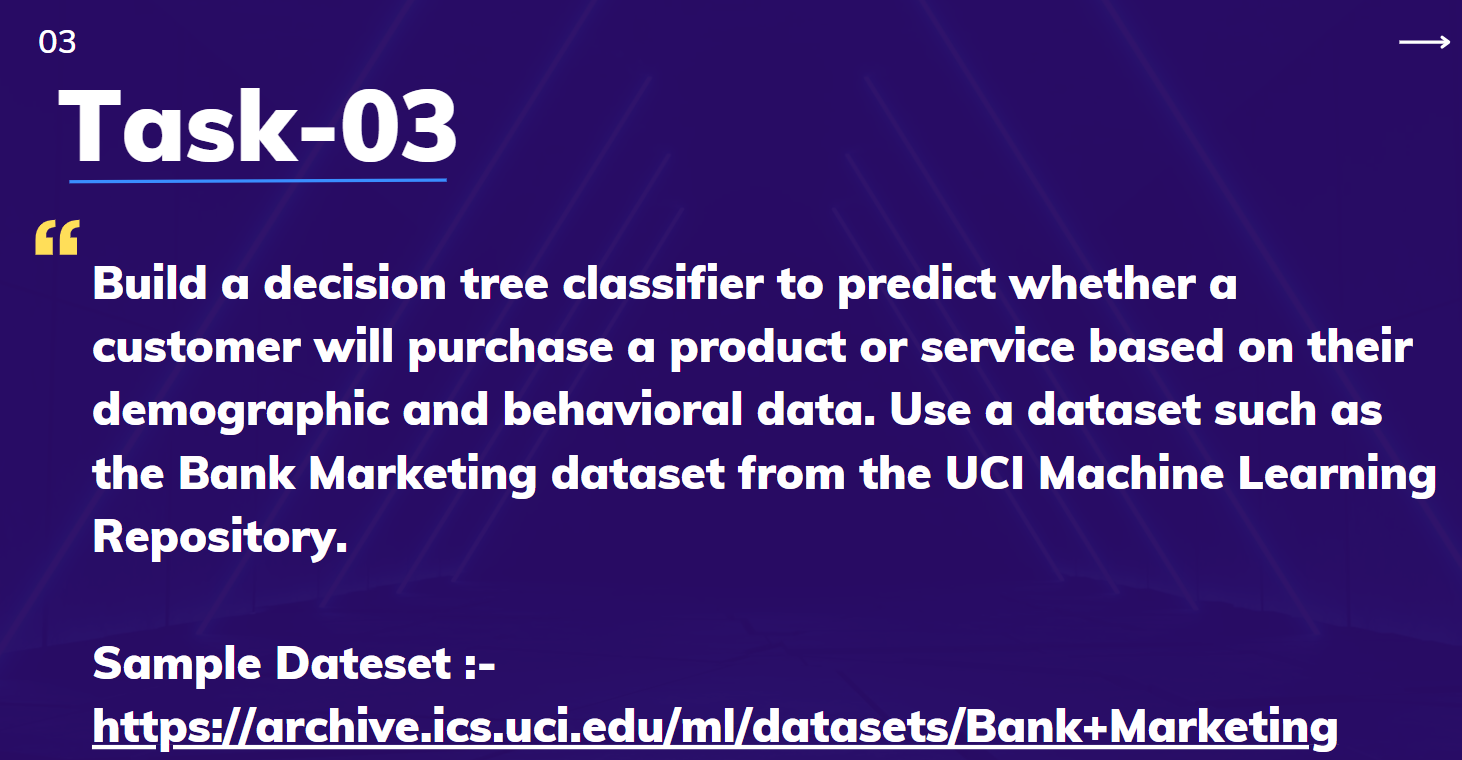 03
Task-03
“
Build a decision tree classifier to predict whether a
customer will purchase a product or service based on their
demographic and behavioral data. Use a dataset such as
the Bank Marketing dataset from the UCI Machine Learning
Repository.
Sample Dateset :-
https://archive.ics.uci.edu/ml/datasets/Bank+Marketing